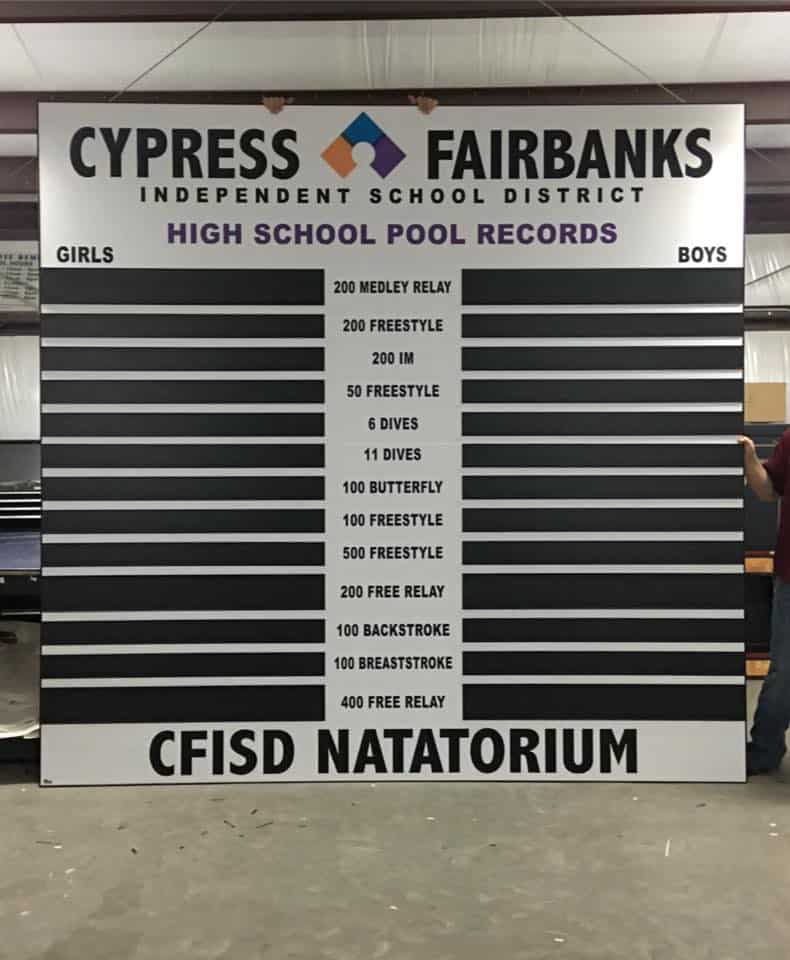 CYPRESS FAIRBANKS
INDEPENDENT SCHOOL DISTRICT
HIGH SCHOOL POOL RECORDS
GIRLS BOYS
200 MEDLEY RELAY
200 FREESTYLE
200 IM
50 FREESTYLE
6 DIVES
11 DIVES
100 BUTTERFLY
100 FREESTYLE
500 FREESTYLE
200 FREE RELAY
100 BACKSTROKE
100 BREASTSTROKE
400 FREE RELAY
CFISD NATATORIUM